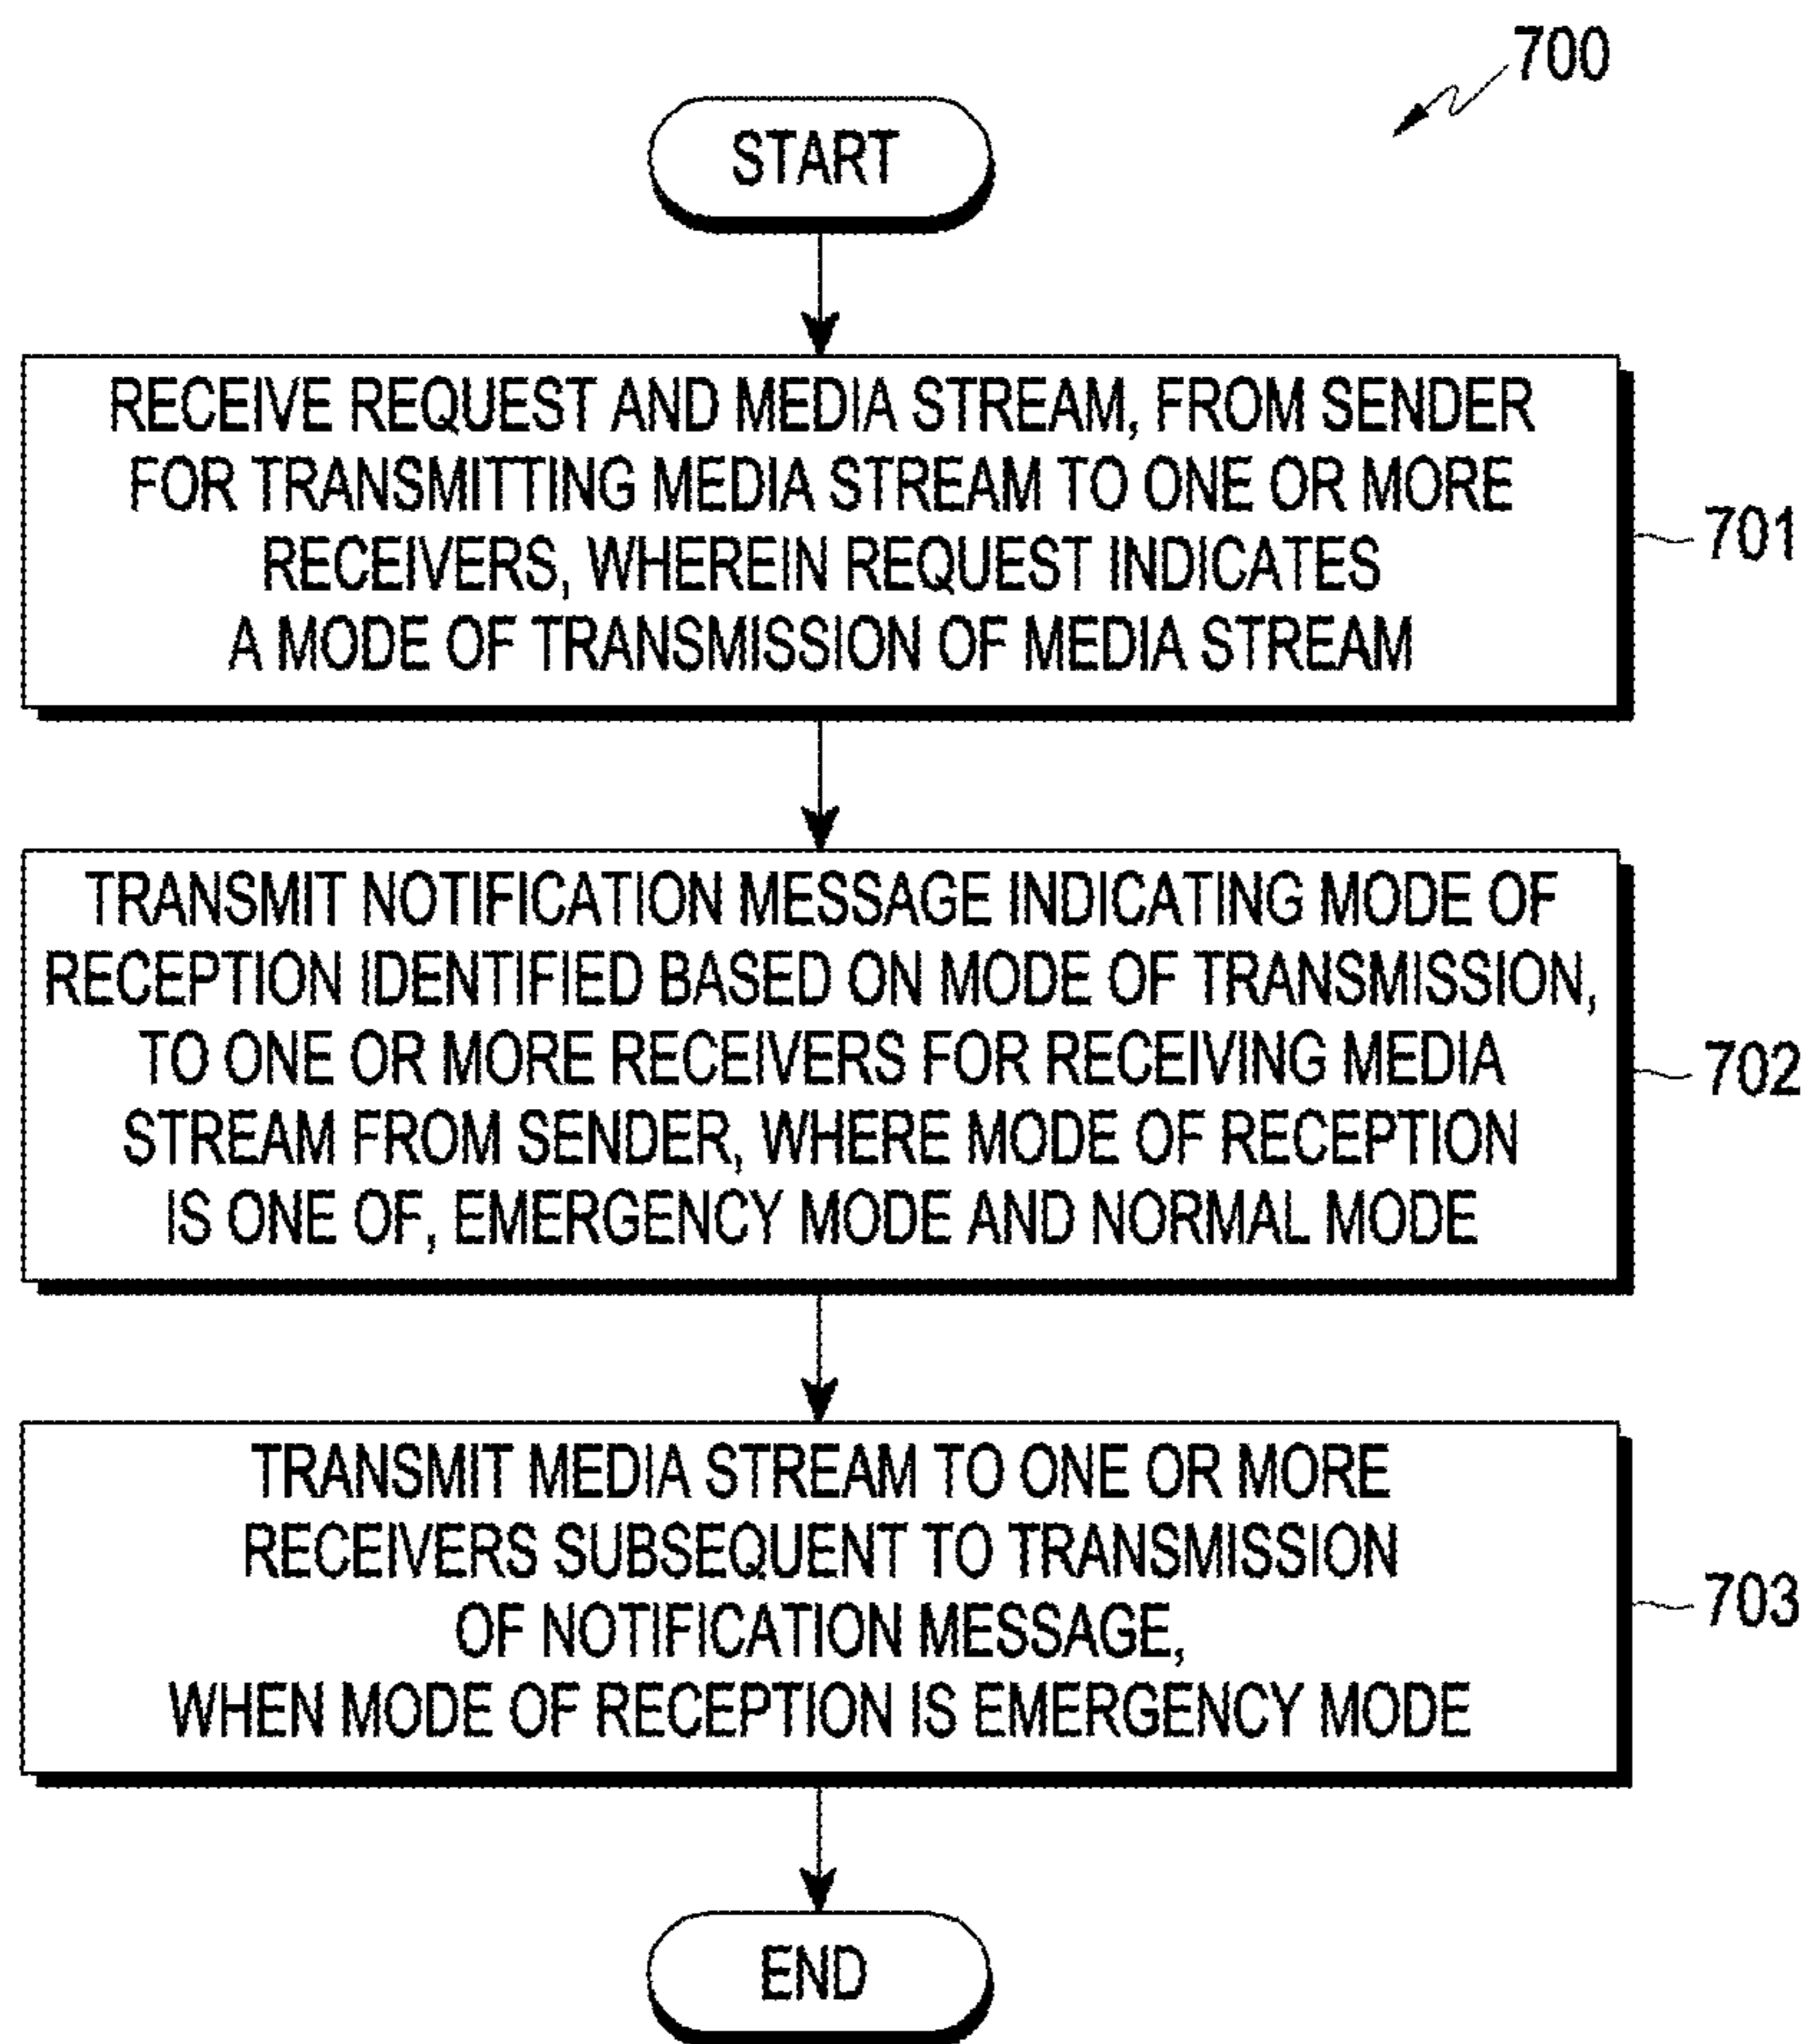 700
START
RECEIVE REQUEST AND MEDIA STREAM, FROM SENDER
FOR TRANSMITTING MEDIA STREAM TO ONE OR MORE
RECEIVERS, WHEREIN REQUEST INDICATES
A MODE OF TRANSMISSION OF MEDIA STREAM
701
TRANSMIT NOTIFICATION MESSAGE INDICATING MODE OF
RECEPTION IDENTIFIED BASED ON MODE OF TRANSMISSION,
TO ONE OR MORE RECEIVERS FOR RECEIVING MEDIA
STREAM FROM SENDER, WHERE MODE OF RECEPTION
IS ONE OF, EMERGENCY MODE AND NORMAL MODE
702
TRANSMIT MEDIA STREAM TO ONE OR MORE
RECEIVERS SUBSEQUENT TO TRANSMISSION
OF NOTIFICATION MESSAGE,
WHEN MODE OF RECEPTION IS EMERGENCY MODE
703
END